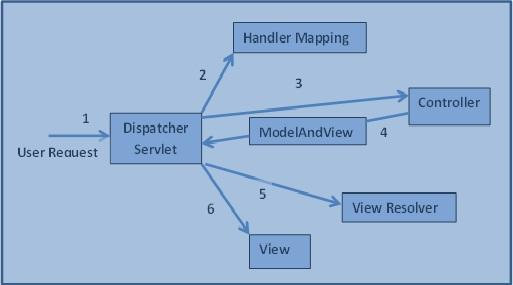 Handler Mapping
2
3
Controller
1
Dispatcher
Servlet
ModelAndView
4
User Request
5
6
View Resolver
View